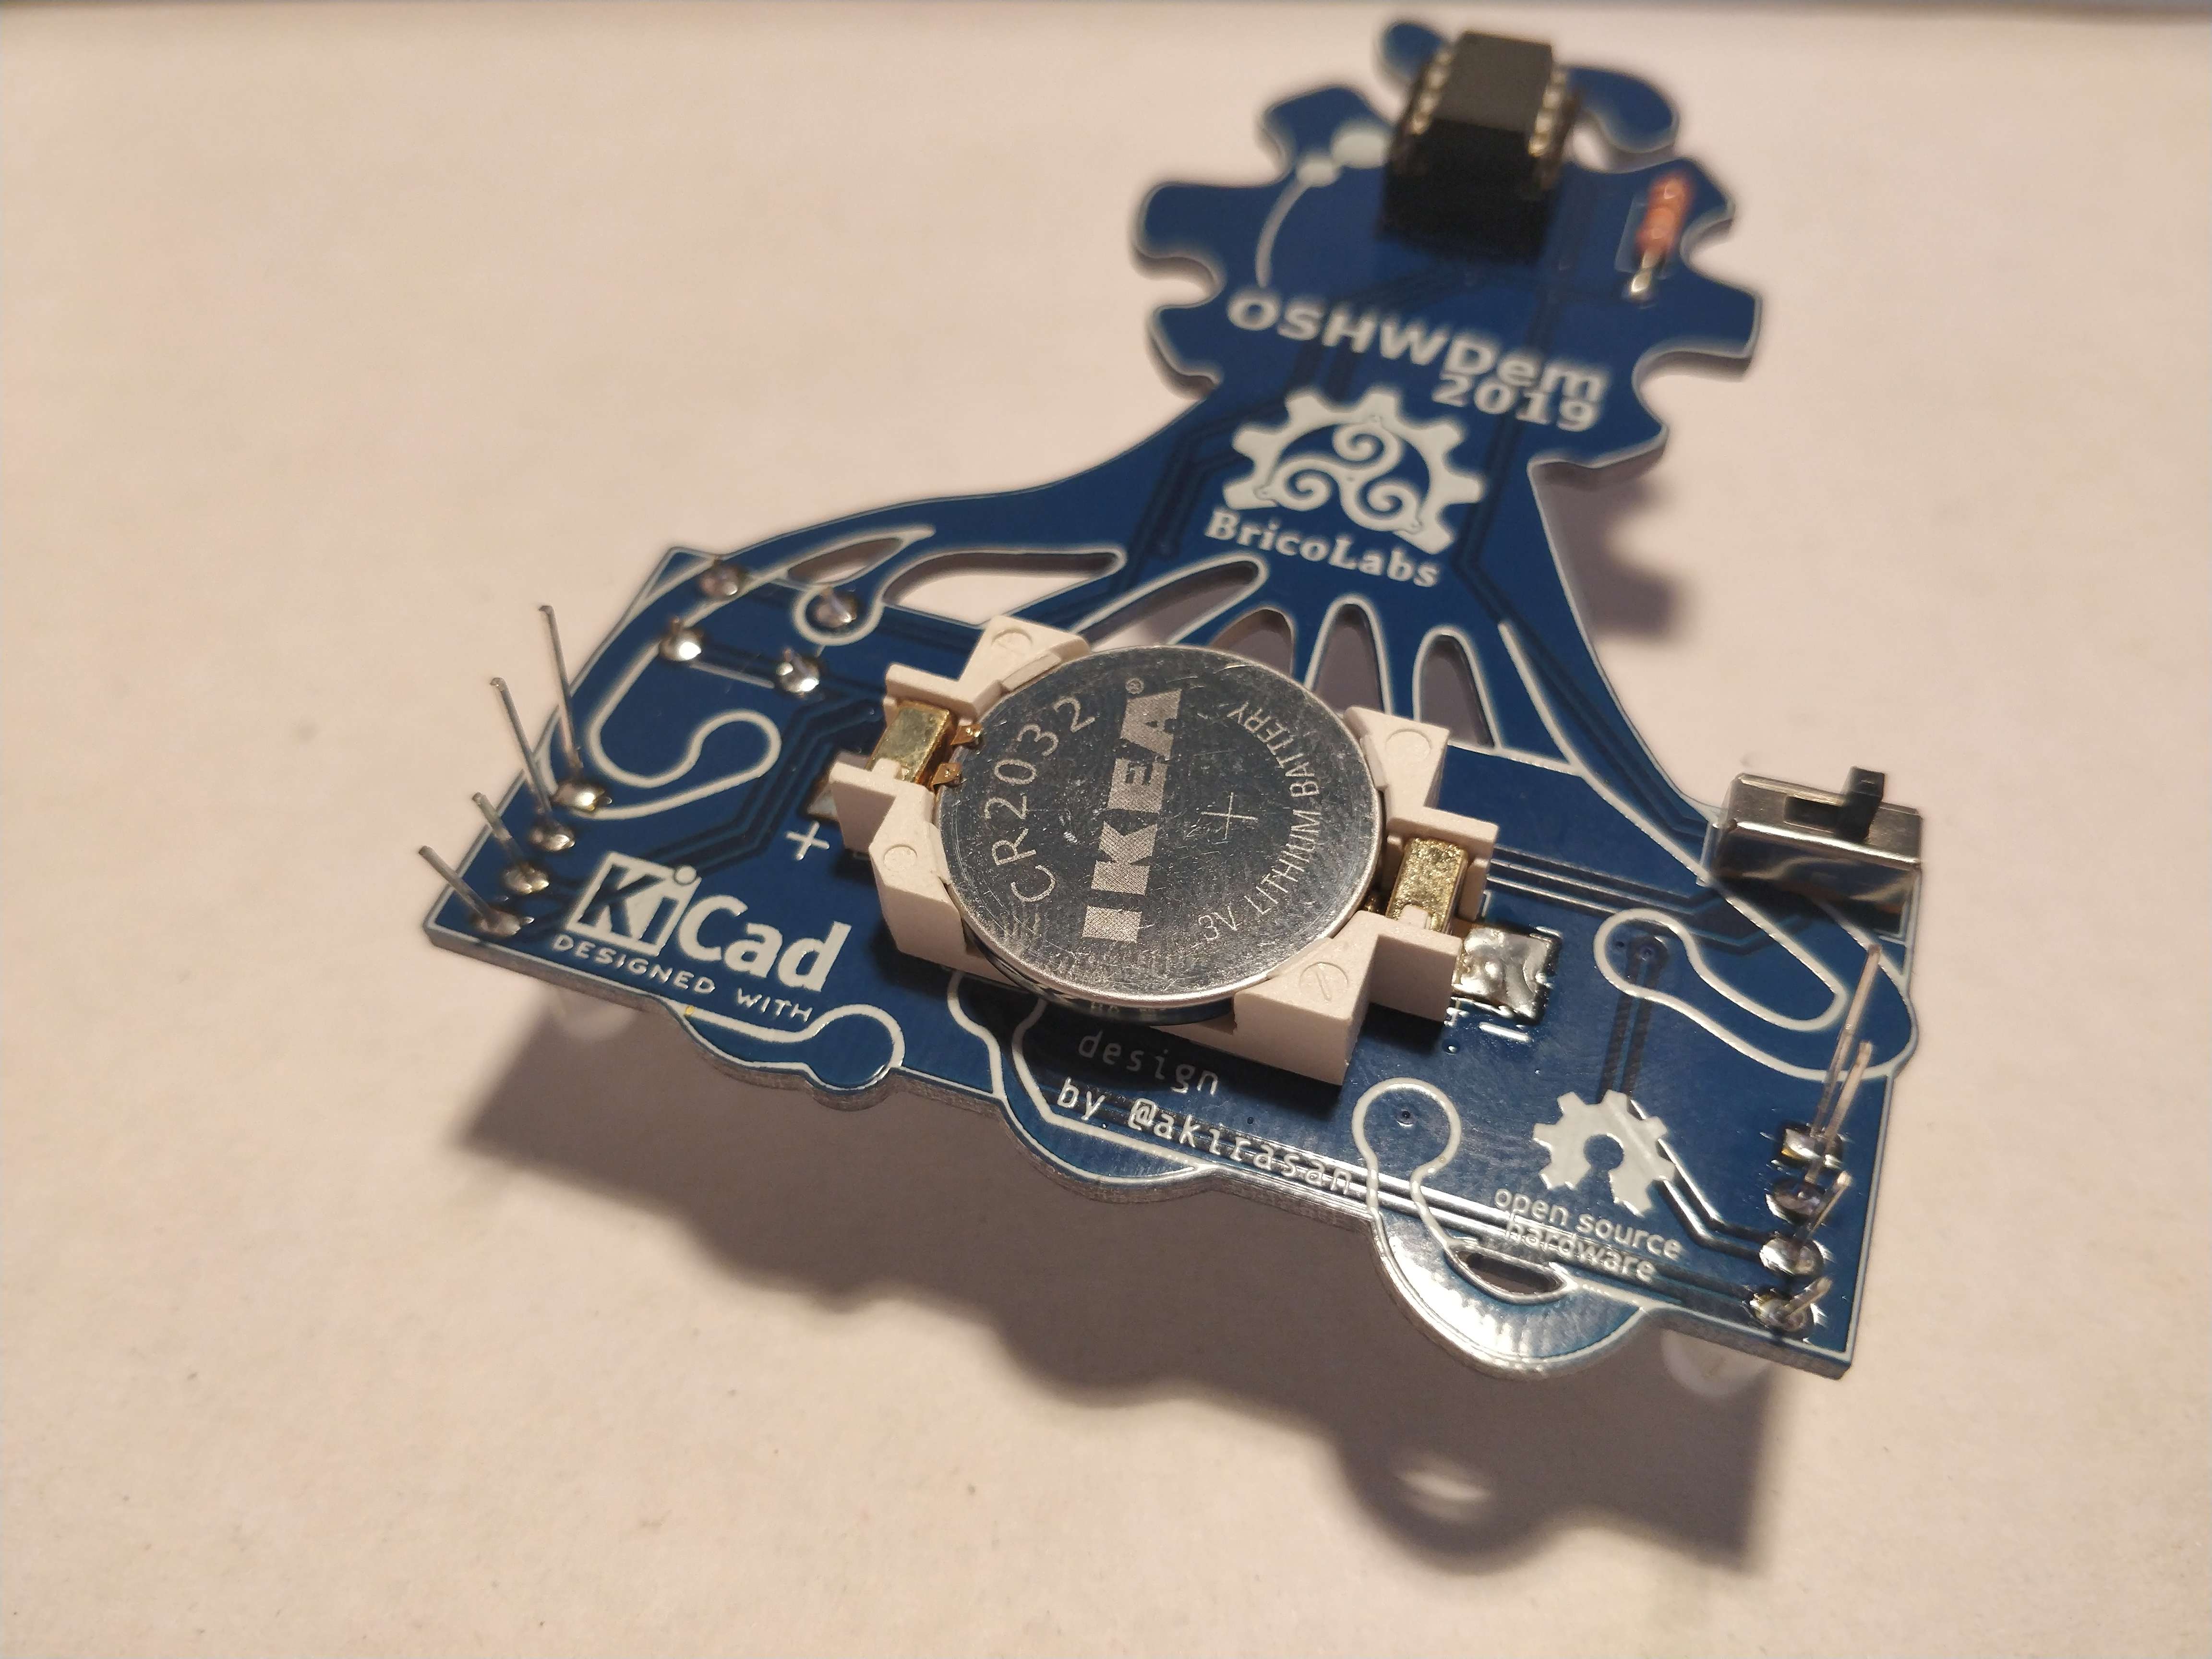 OSHWDem
2019
BricoLabs
CR2032
IKEA®
+
3V LITHIUM BATTERY
+
KiCad
DESIGNED WITH
design
by @akirasan
open source
hardware